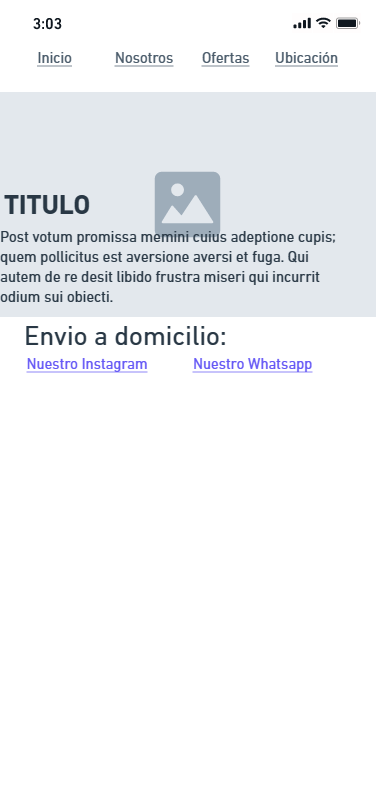 3:03
Inicio Nosotros Ofertas Ubicación
TITULO
Post votum promissa memini cuius adeptione cupis;
quem pollicitus est aversione aversi et fuga. Qui
autem de re desit libido frustra miseri qui incurrit
odium sui obiecti.
Envio a domicilio:
Nuestro Instagram Nuestro Whatsapp